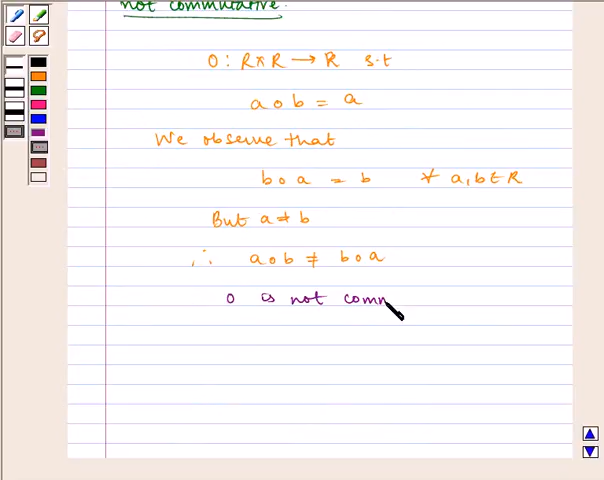 not commutative.
o : R × R → R s.t
a o b = a
We observe that
b o a = b ∀ a, b ∈ R
But a ≠ b
∴ a o b ≠ b o a
o is not comm